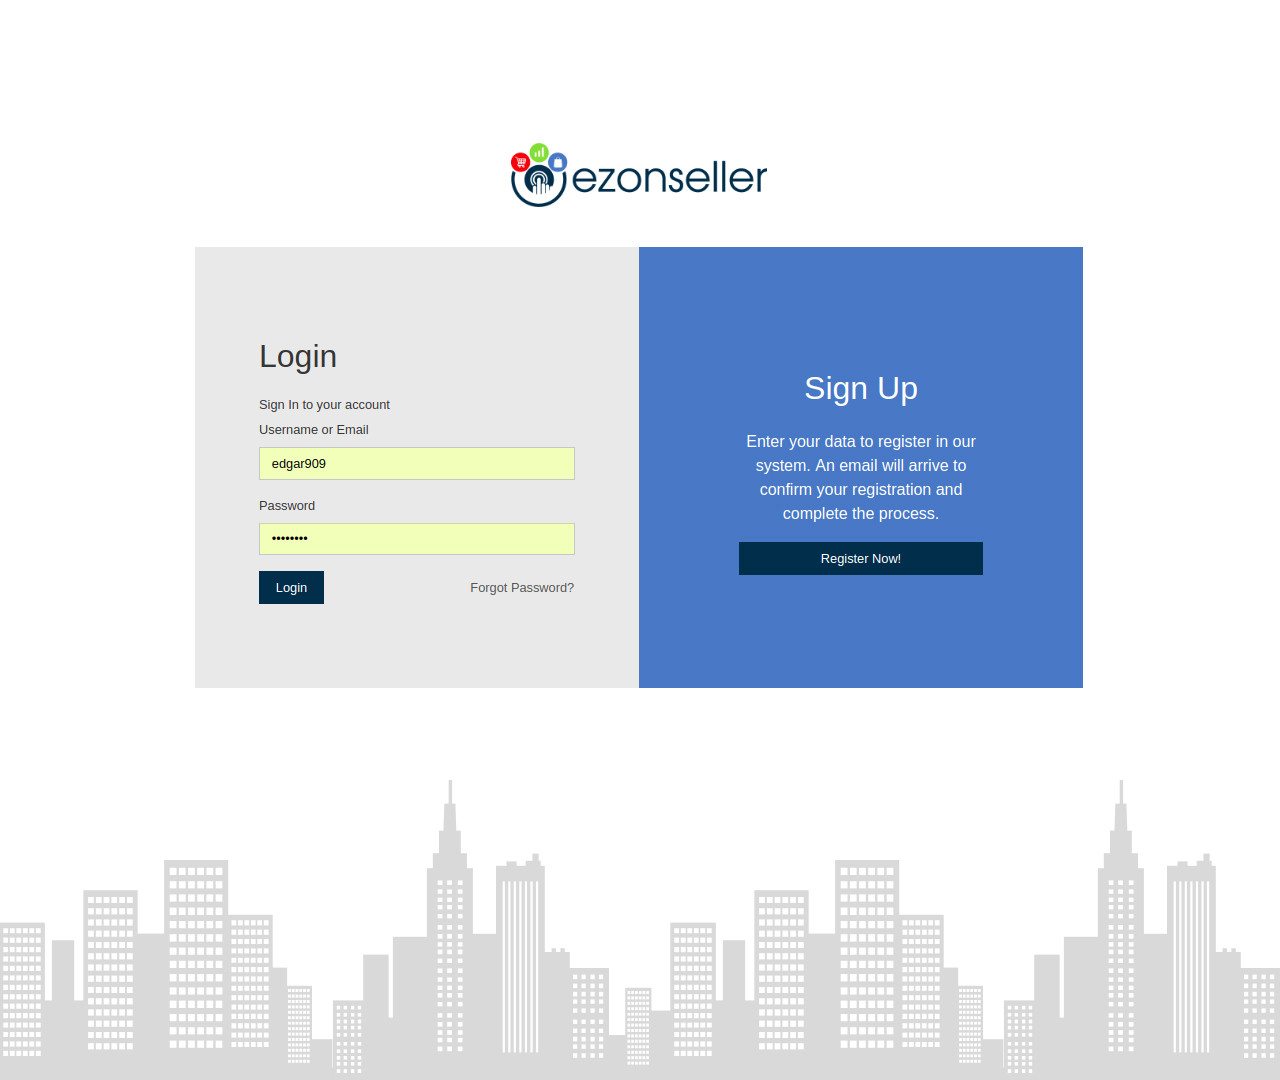 ezonseller
Login
Sign In to your account
Username or Email
edgar909
Password
••••••••
Login
Forgot Password?
Sign Up
Enter your data to register in our
system. An email will arrive to
confirm your registration and
complete the process.
Register Now!